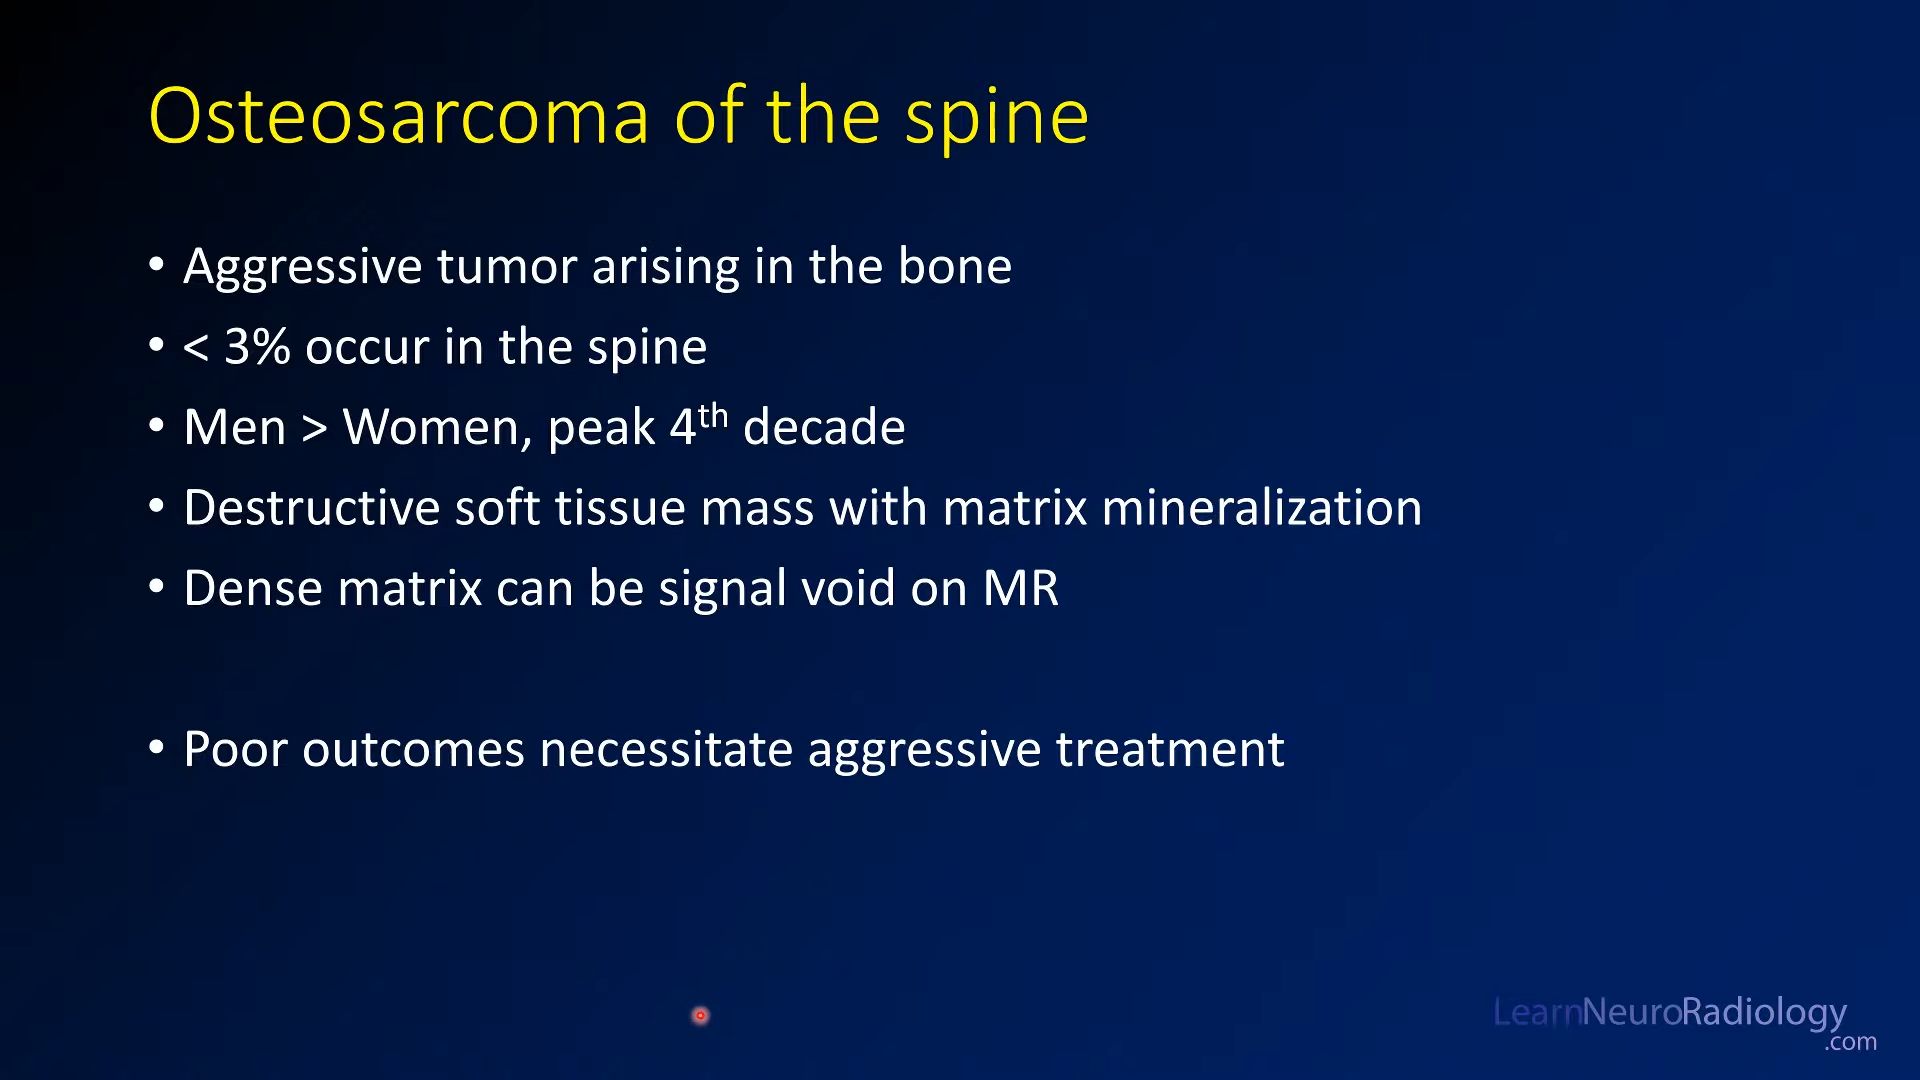 Osteosarcoma of the spine
• Aggressive tumor arising in the bone
• < 3% occur in the spine
• Men > Women, peak 4th decade
• Destructive soft tissue mass with matrix mineralization
• Dense matrix can be signal void on MR
• Poor outcomes necessitate aggressive treatment
LearnNeuroRadiology
.com